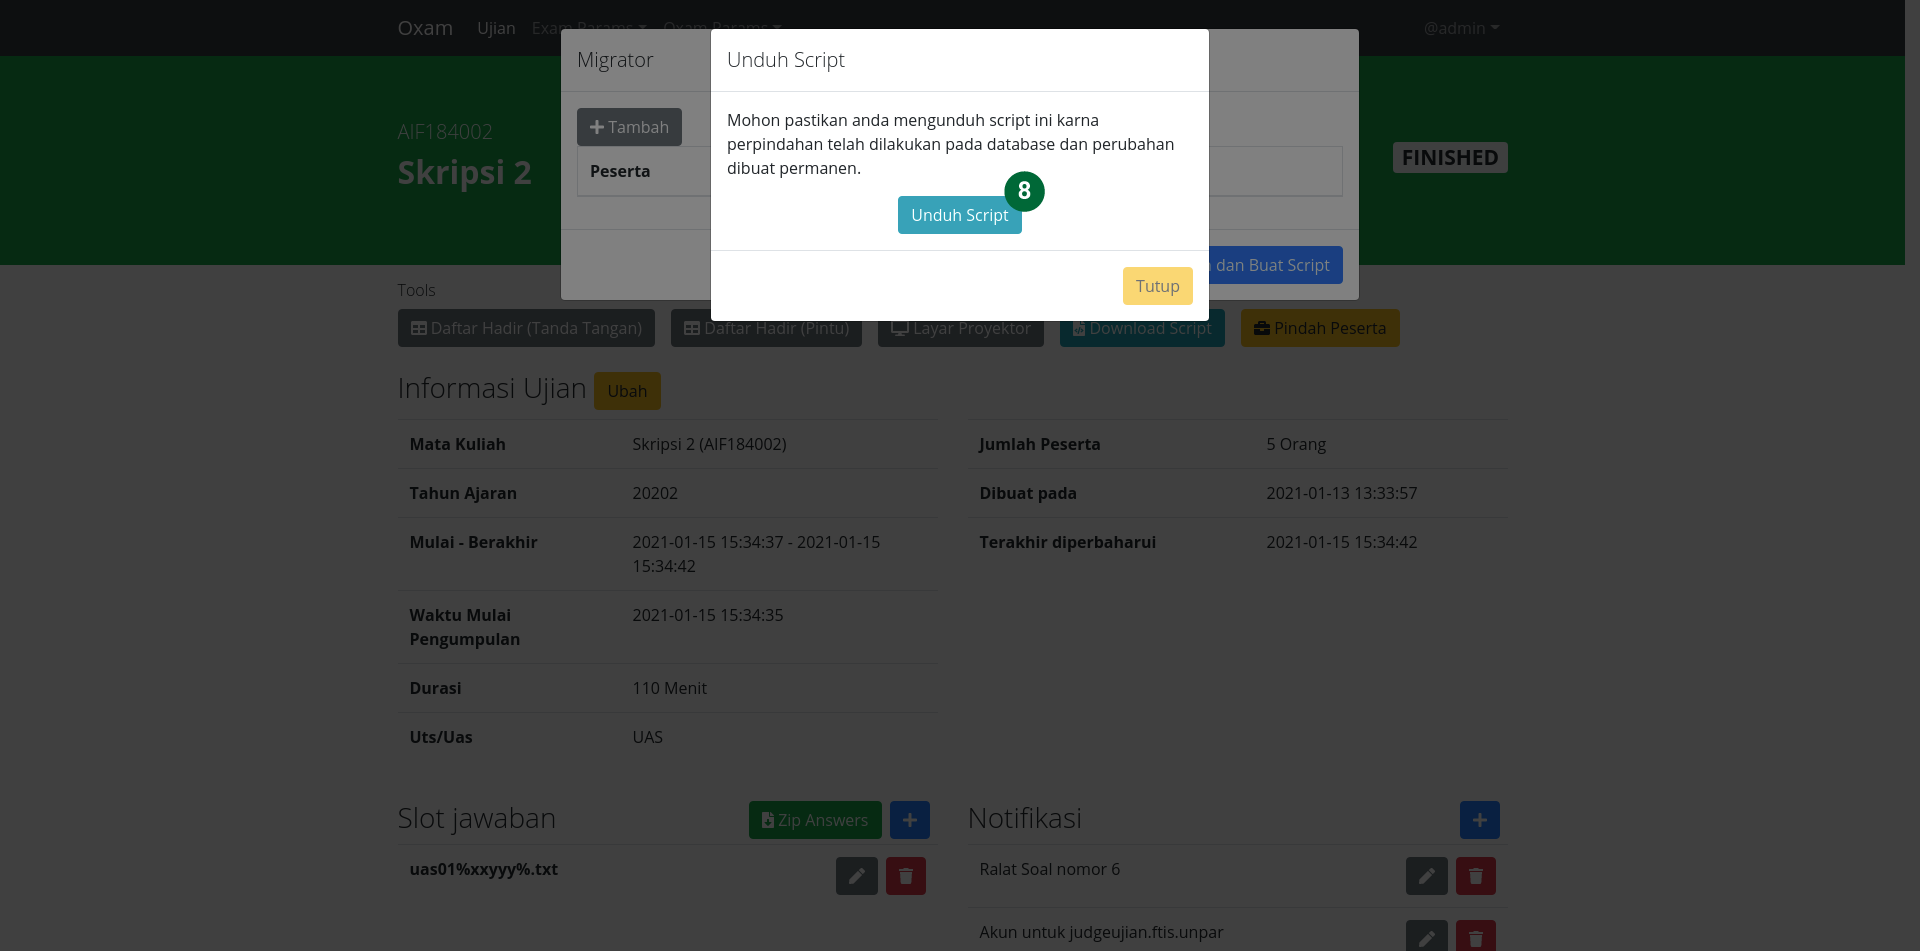 Oxam Ujian Exam Params Oxam Params @admin
Migrator
Unduh Script
Tambah
Peserta
Mohon pastikan anda mengunduh script ini karna
perpindahan telah dilakukan pada database dan perubahan
dibuat permanen.
8
Unduh Script
Tutup
dan Buat Script
AIF184002
Skripsi 2
FINISHED
Tools
Daftar Hadir (Tanda Tangan) Daftar Hadir (Pintu) Layar Proyektor Download Script Pindah Peserta
Informasi Ujian Ubah
Mata Kuliah Skripsi 2 (AIF184002)
Tahun Ajaran 20202
Mulai - Berakhir 2021-01-15 15:34:37 - 2021-01-15
15:34:42
Waktu Mulai 2021-01-15 15:34:35
Pengumpulan
Durasi 110 Menit
Uts/Uas UAS
Jumlah Peserta 5 Orang
Dibuat pada 2021-01-13 13:33:57
Terakhir diperbaharui 2021-01-15 15:34:42
Slot jawaban Zip Answers
uas01%xxyyy%.txt
Notifikasi
Ralat Soal nomor 6
Akun untuk judgeujian.ftis.unpar